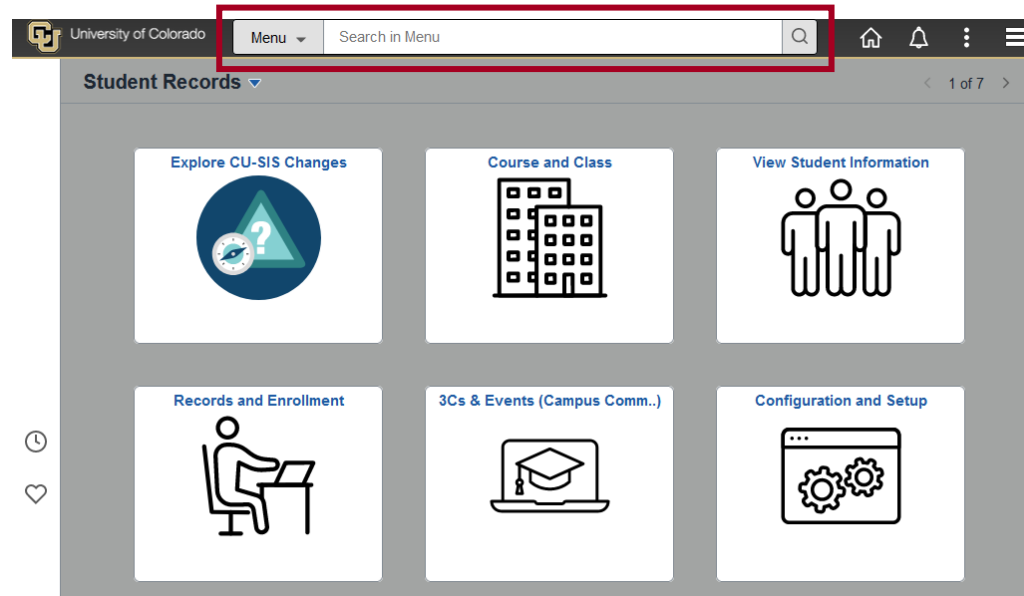 CU University of Colorado Menu Search in Menu
Student Records 1 of 7
Explore CU-SIS Changes Course and Class View Student Information
?
Records and Enrollment 3Cs & Events (Campus Comm..) Configuration and Setup